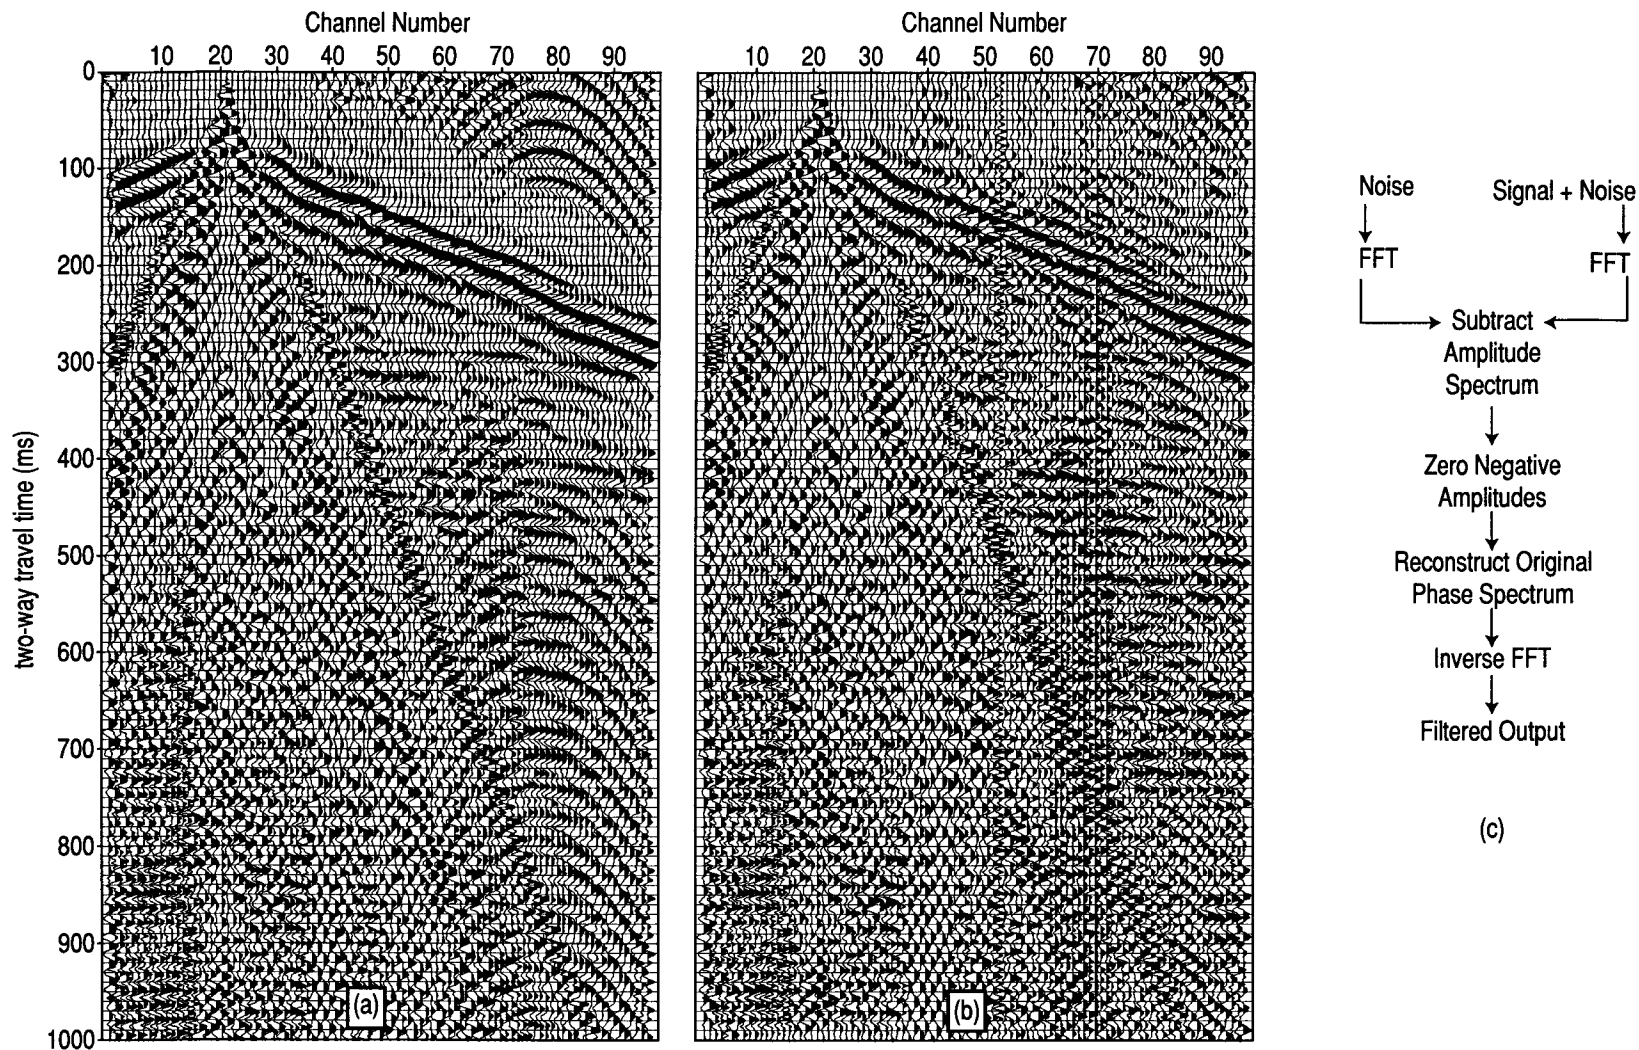 Channel Number
10 20 30 40 50 60 70 80 90
Channel Number
10 20 30 40 50 60 70 80 90
two-way travel time (ms)
0
100
200
300
400
500
600
700
800
900
1000
(a)
(b)
Noise
Signal + Noise
FFT
FFT
Subtract
Amplitude
Spectrum
Zero Negative
Amplitudes
Reconstruct Original
Phase Spectrum
Inverse FFT
Filtered Output
(c)